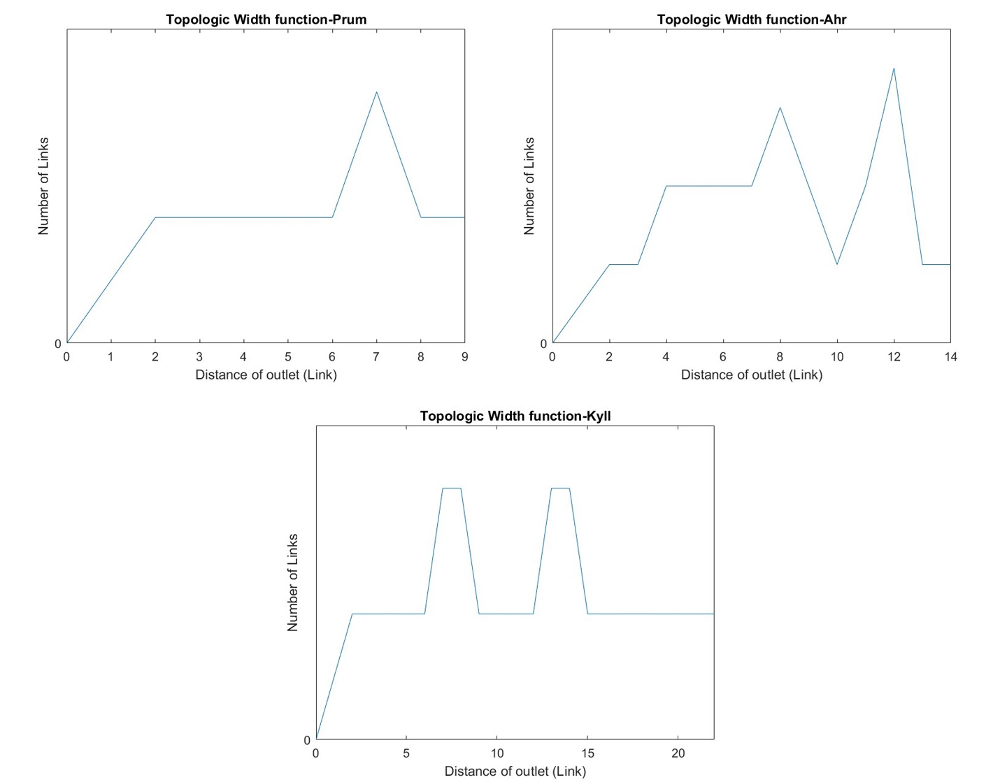 Topologic Width function-Prum
Number of Links
0
0 1 2 3 4 5 6 7 8 9
Distance of outlet (Link)
Topologic Width function-Ahr
Number of Links
0
0 2 4 6 8 10 12 14
Distance of outlet (Link)
Topologic Width function-Kyll
Number of Links
0
0 5 10 15 20
Distance of outlet (Link)